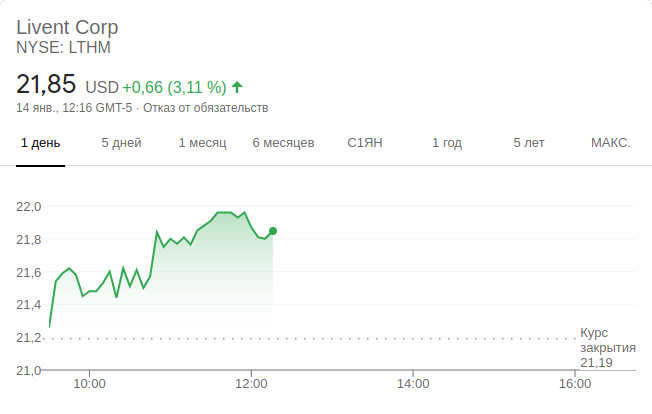 Livent Corp
NYSE: LTHM
21,85 USD +0,66 (3,11 %)
14 янв., 12:16 GMT-5 · Отказ от обязательств
1 день 5 дней 1 месяц 6 месяцев С1ЯН 1 год 5 лет МАКС.
22,0
21,8
21,6
21,4
21,2
21,0
Курс
закрытия
21,19
10:00 12:00 14:00 16:00